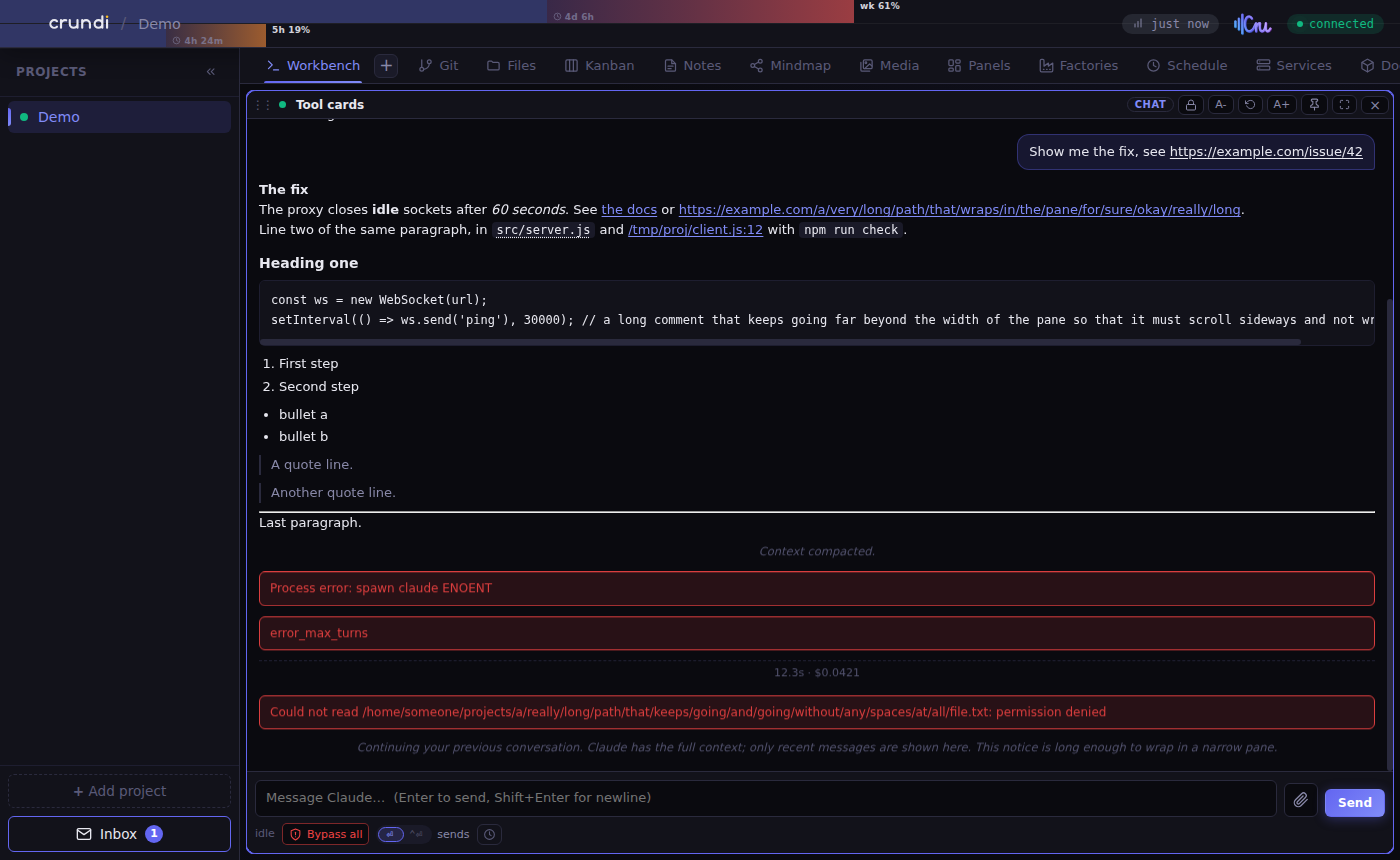 crundi / Demo
4d 6h
wk 61%
4h 24m
5h 19%
just now
Cru
connected
PROJECTS
«
Demo
Workbench
+
Git
Files
Kanban
Notes
Mindmap
Media
Panels
Factories
Schedule
Services
Do
Tool cards
CHAT
A-
A+
Show me the fix, see https://example.com/issue/42
The fix
The proxy closes idle sockets after 60 seconds. See the docs or https://example.com/a/very/long/path/that/wraps/in/the/pane/for/sure/okay/really/long.
Line two of the same paragraph, in src/server.js and /tmp/proj/client.js:12 with npm run check.
Heading one
const ws = new WebSocket(url);
setInterval(() => ws.send('ping'), 30000); // a long comment that keeps going far beyond the width of the pane so that it must scroll sideways and not wr
1. First step
2. Second step
• bullet a
• bullet b
A quote line.
Another quote line.
Last paragraph.
Context compacted.
Process error: spawn claude ENOENT
error_max_turns
12.3s · $0.0421
Could not read /home/someone/projects/a/really/long/path/that/keeps/going/and/going/without/any/spaces/at/all/file.txt: permission denied
Continuing your previous conversation. Claude has the full context; only recent messages are shown here. This notice is long enough to wrap in a narrow pane.
+ Add project
Inbox 1
Message Claude… (Enter to send, Shift+Enter for newline)
Send
idle
Bypass all
⏎
^⏎
sends